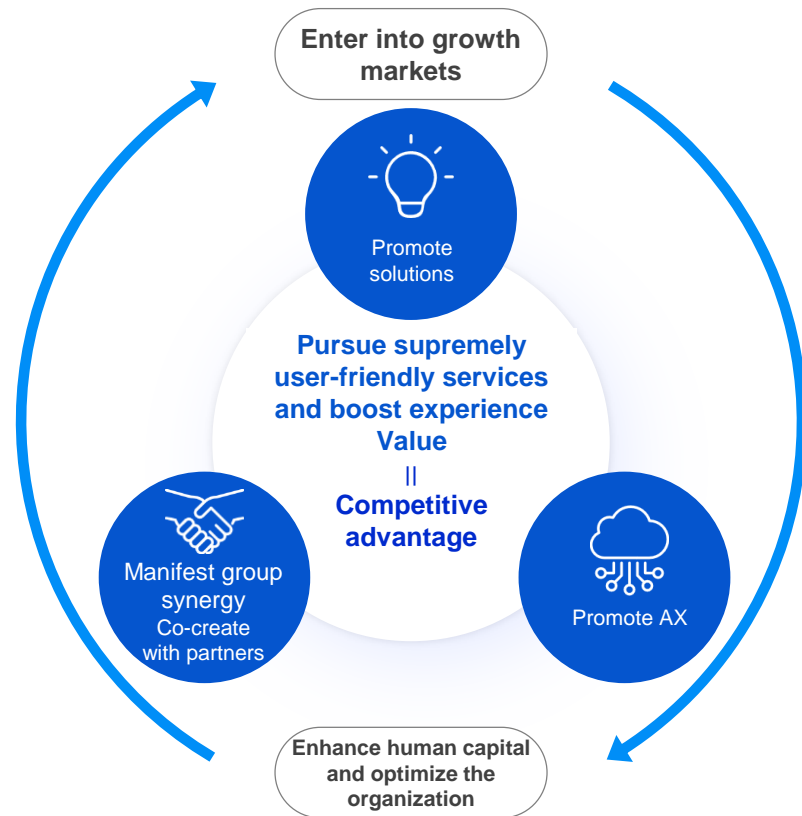 Enter into growth
markets
Promote
solutions
Pursue supremely
user-friendly services
and boost experience
Value
=
Competitive
advantage
Manifest group
synergy
Co-create
with partners
Promote AX
Enhance human capital
and optimize the
organization